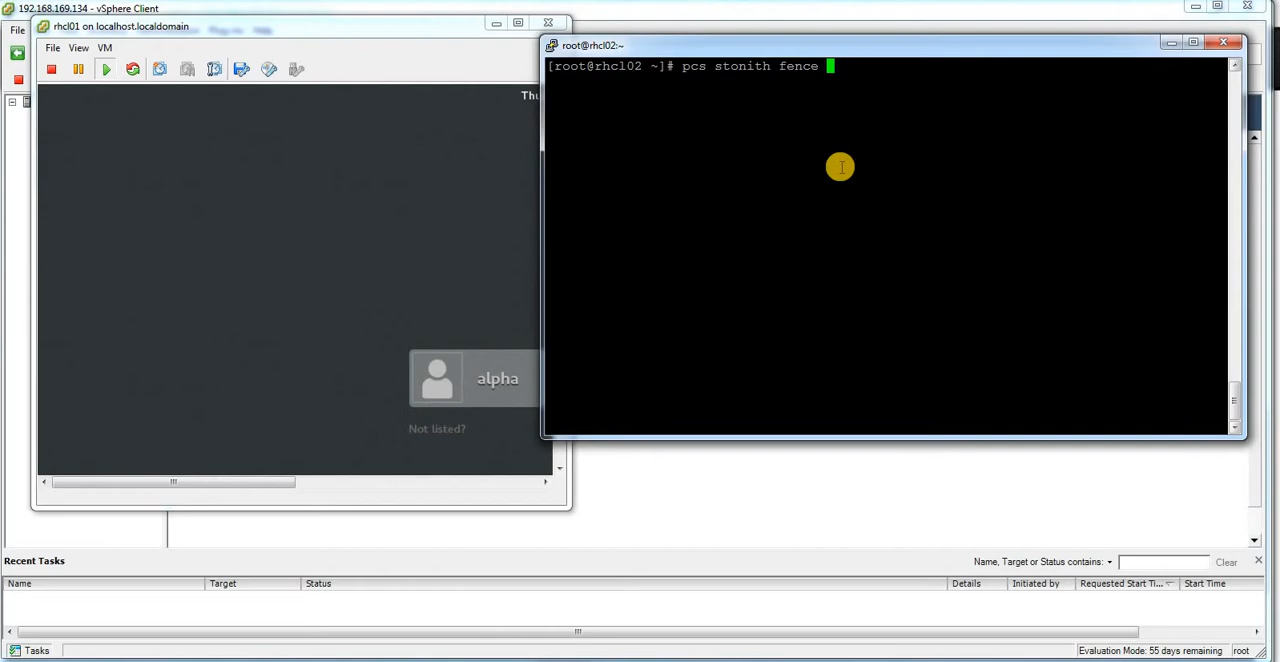 192.168.169.134 - vSphere Client
File
rhcl01 on localhost.localdomain
File View VM
Thu
alpha
Not listed?
root@rhcl02:~
[root@rhcl02 ~]# pcs stonith fence
Recent Tasks
Name, Target or Status contains:
Clear
Name Target Status Details Initiated by Requested Start Ti... Start Time
Tasks
Evaluation Mode: 55 days remaining
root